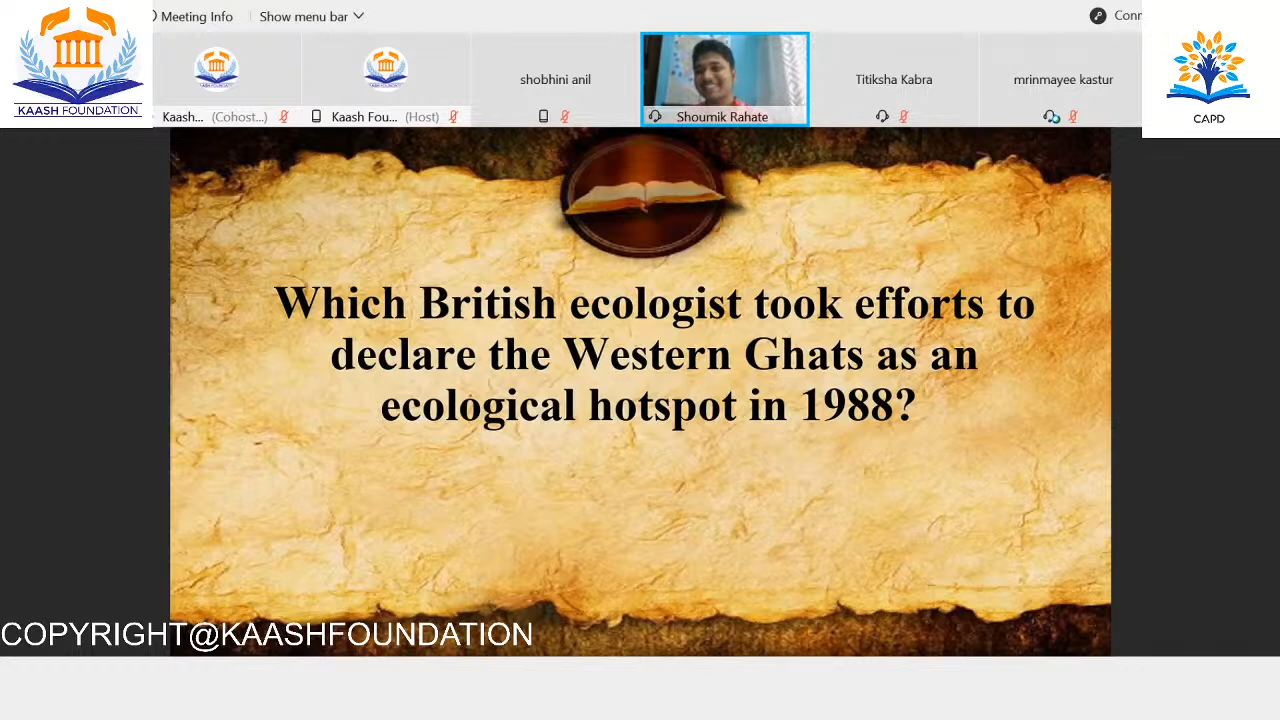 Meeting Info
Show menu bar
KAASH FOUNDATION
shobhini anil
Titiksha Kabra
mrinmayee kastur
Kaash... (Cohost...)
Kaash Fou... (Host)
Shoumik Rahate
CAPD
Which British ecologist took efforts to
declare the Western Ghats as an
ecological hotspot in 1988?
COPYRIGHT@KAASHFOUNDATION